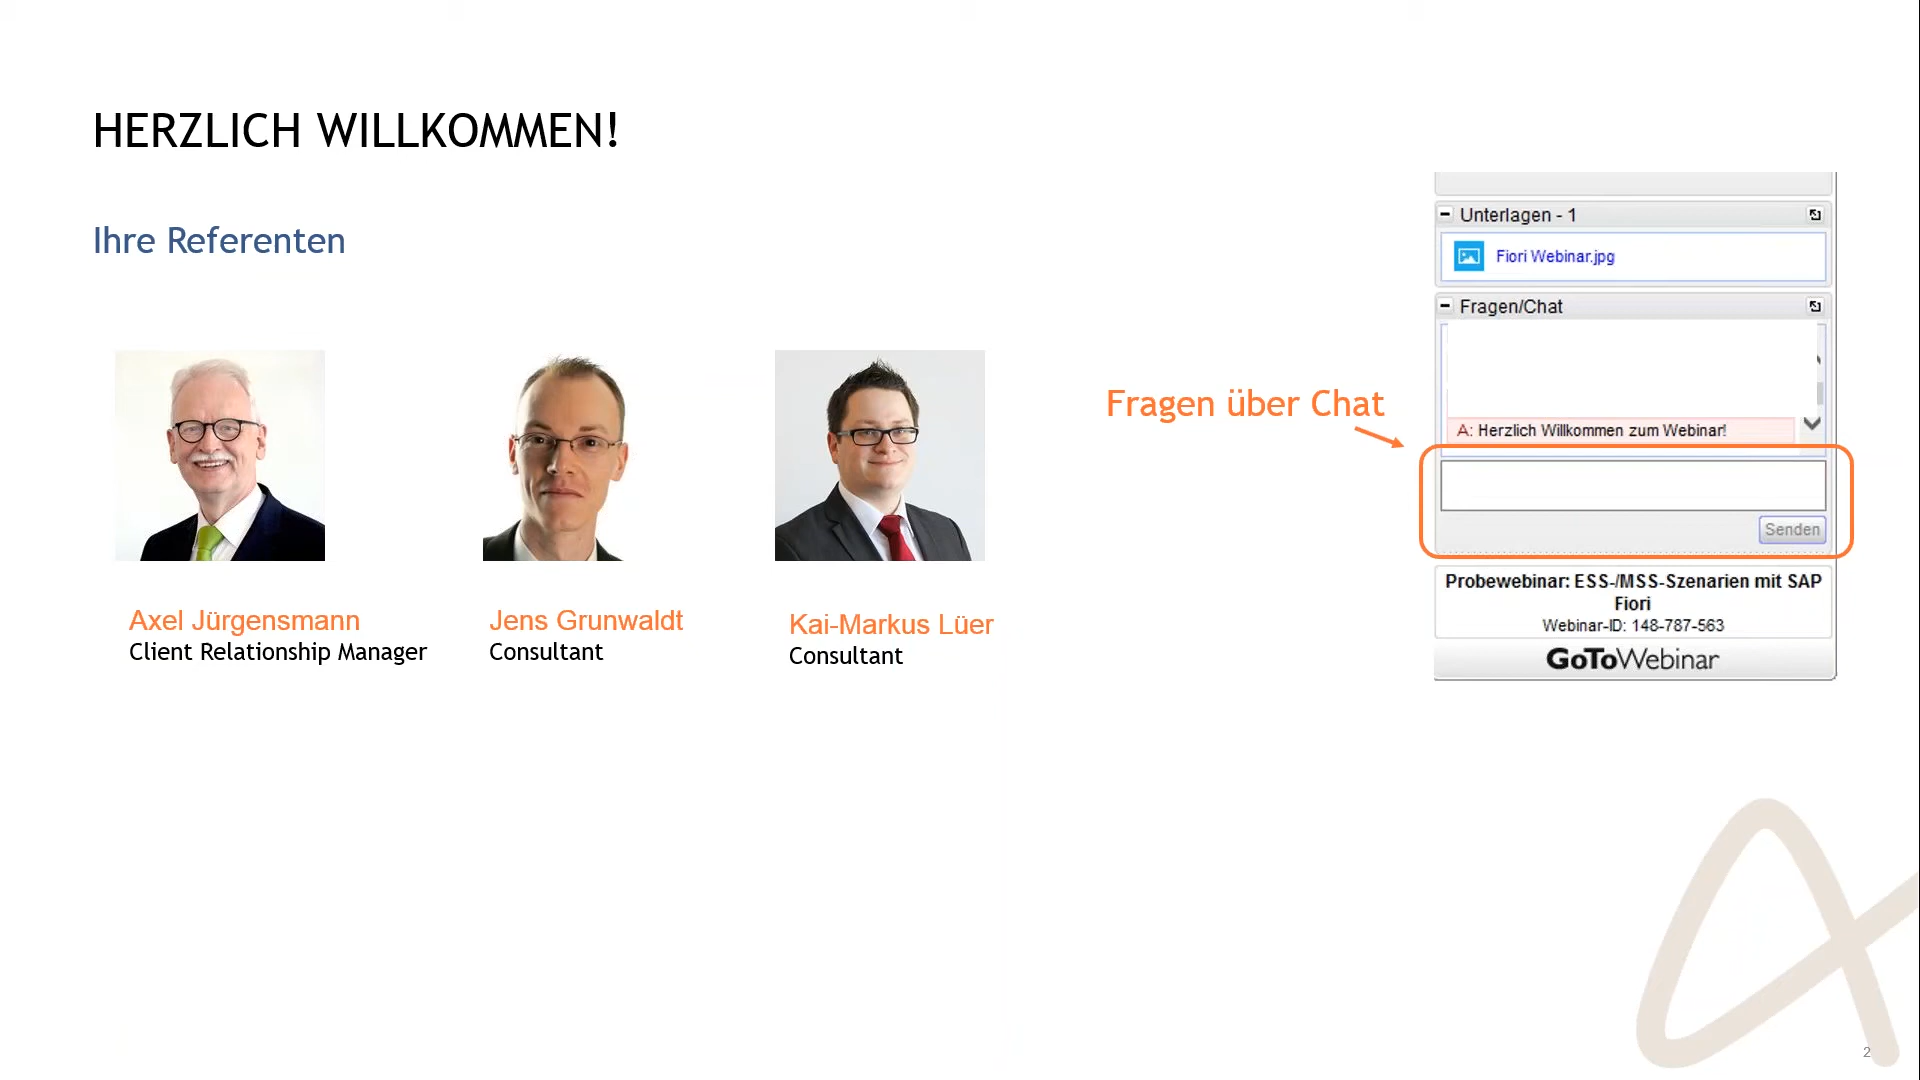 HERZLICH WILLKOMMEN!
Ihre Referenten
Axel Jürgensmann
Client Relationship Manager
Jens Grunwaldt
Consultant
Kai-Markus Lüer
Consultant
Fragen über Chat
Unterlagen - 1
Fiori Webinar.jpg
Fragen/Chat
A: Herzlich Willkommen zum Webinar!
Senden
Probewebinar: ESS-/MSS-Szenarien mit SAP
Fiori
Webinar-ID: 148-787-563
GoToWebinar
2